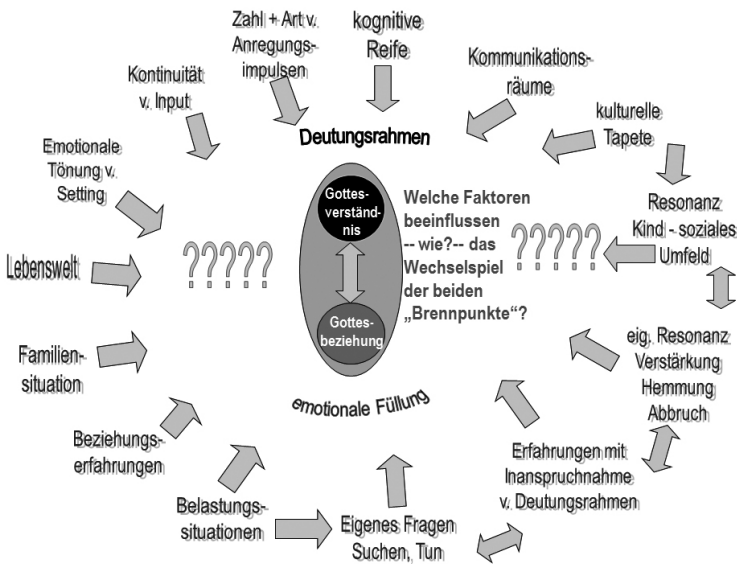 Zahl + Art v.
Anregungs-
impulsen
kognitive
Reife
Kommunikations-
räume
Kontinuität
v. Input
kulturelle
Tapete
Deutungsrahmen
Emotionale
Tönung v.
Setting
Gottes-
verständ-
nis
Welche Faktoren
beeinflussen
-- wie?-- das
Wechselspiel
der beiden
„Brennpunkte“?
Resonanz
Kind - soziales
Umfeld
?????
?????
Lebenswelt
Gottes-
beziehung
eig. Resonanz
Verstärkung
Hemmung
Abbruch
Familien-
situation
emotionale Füllung
Beziehungs-
erfahrungen
Erfahrungen mit
Inanspruchnahme
v. Deutungsrahmen
Belastungs-
situationen
Eigenes Fragen
Suchen, Tun